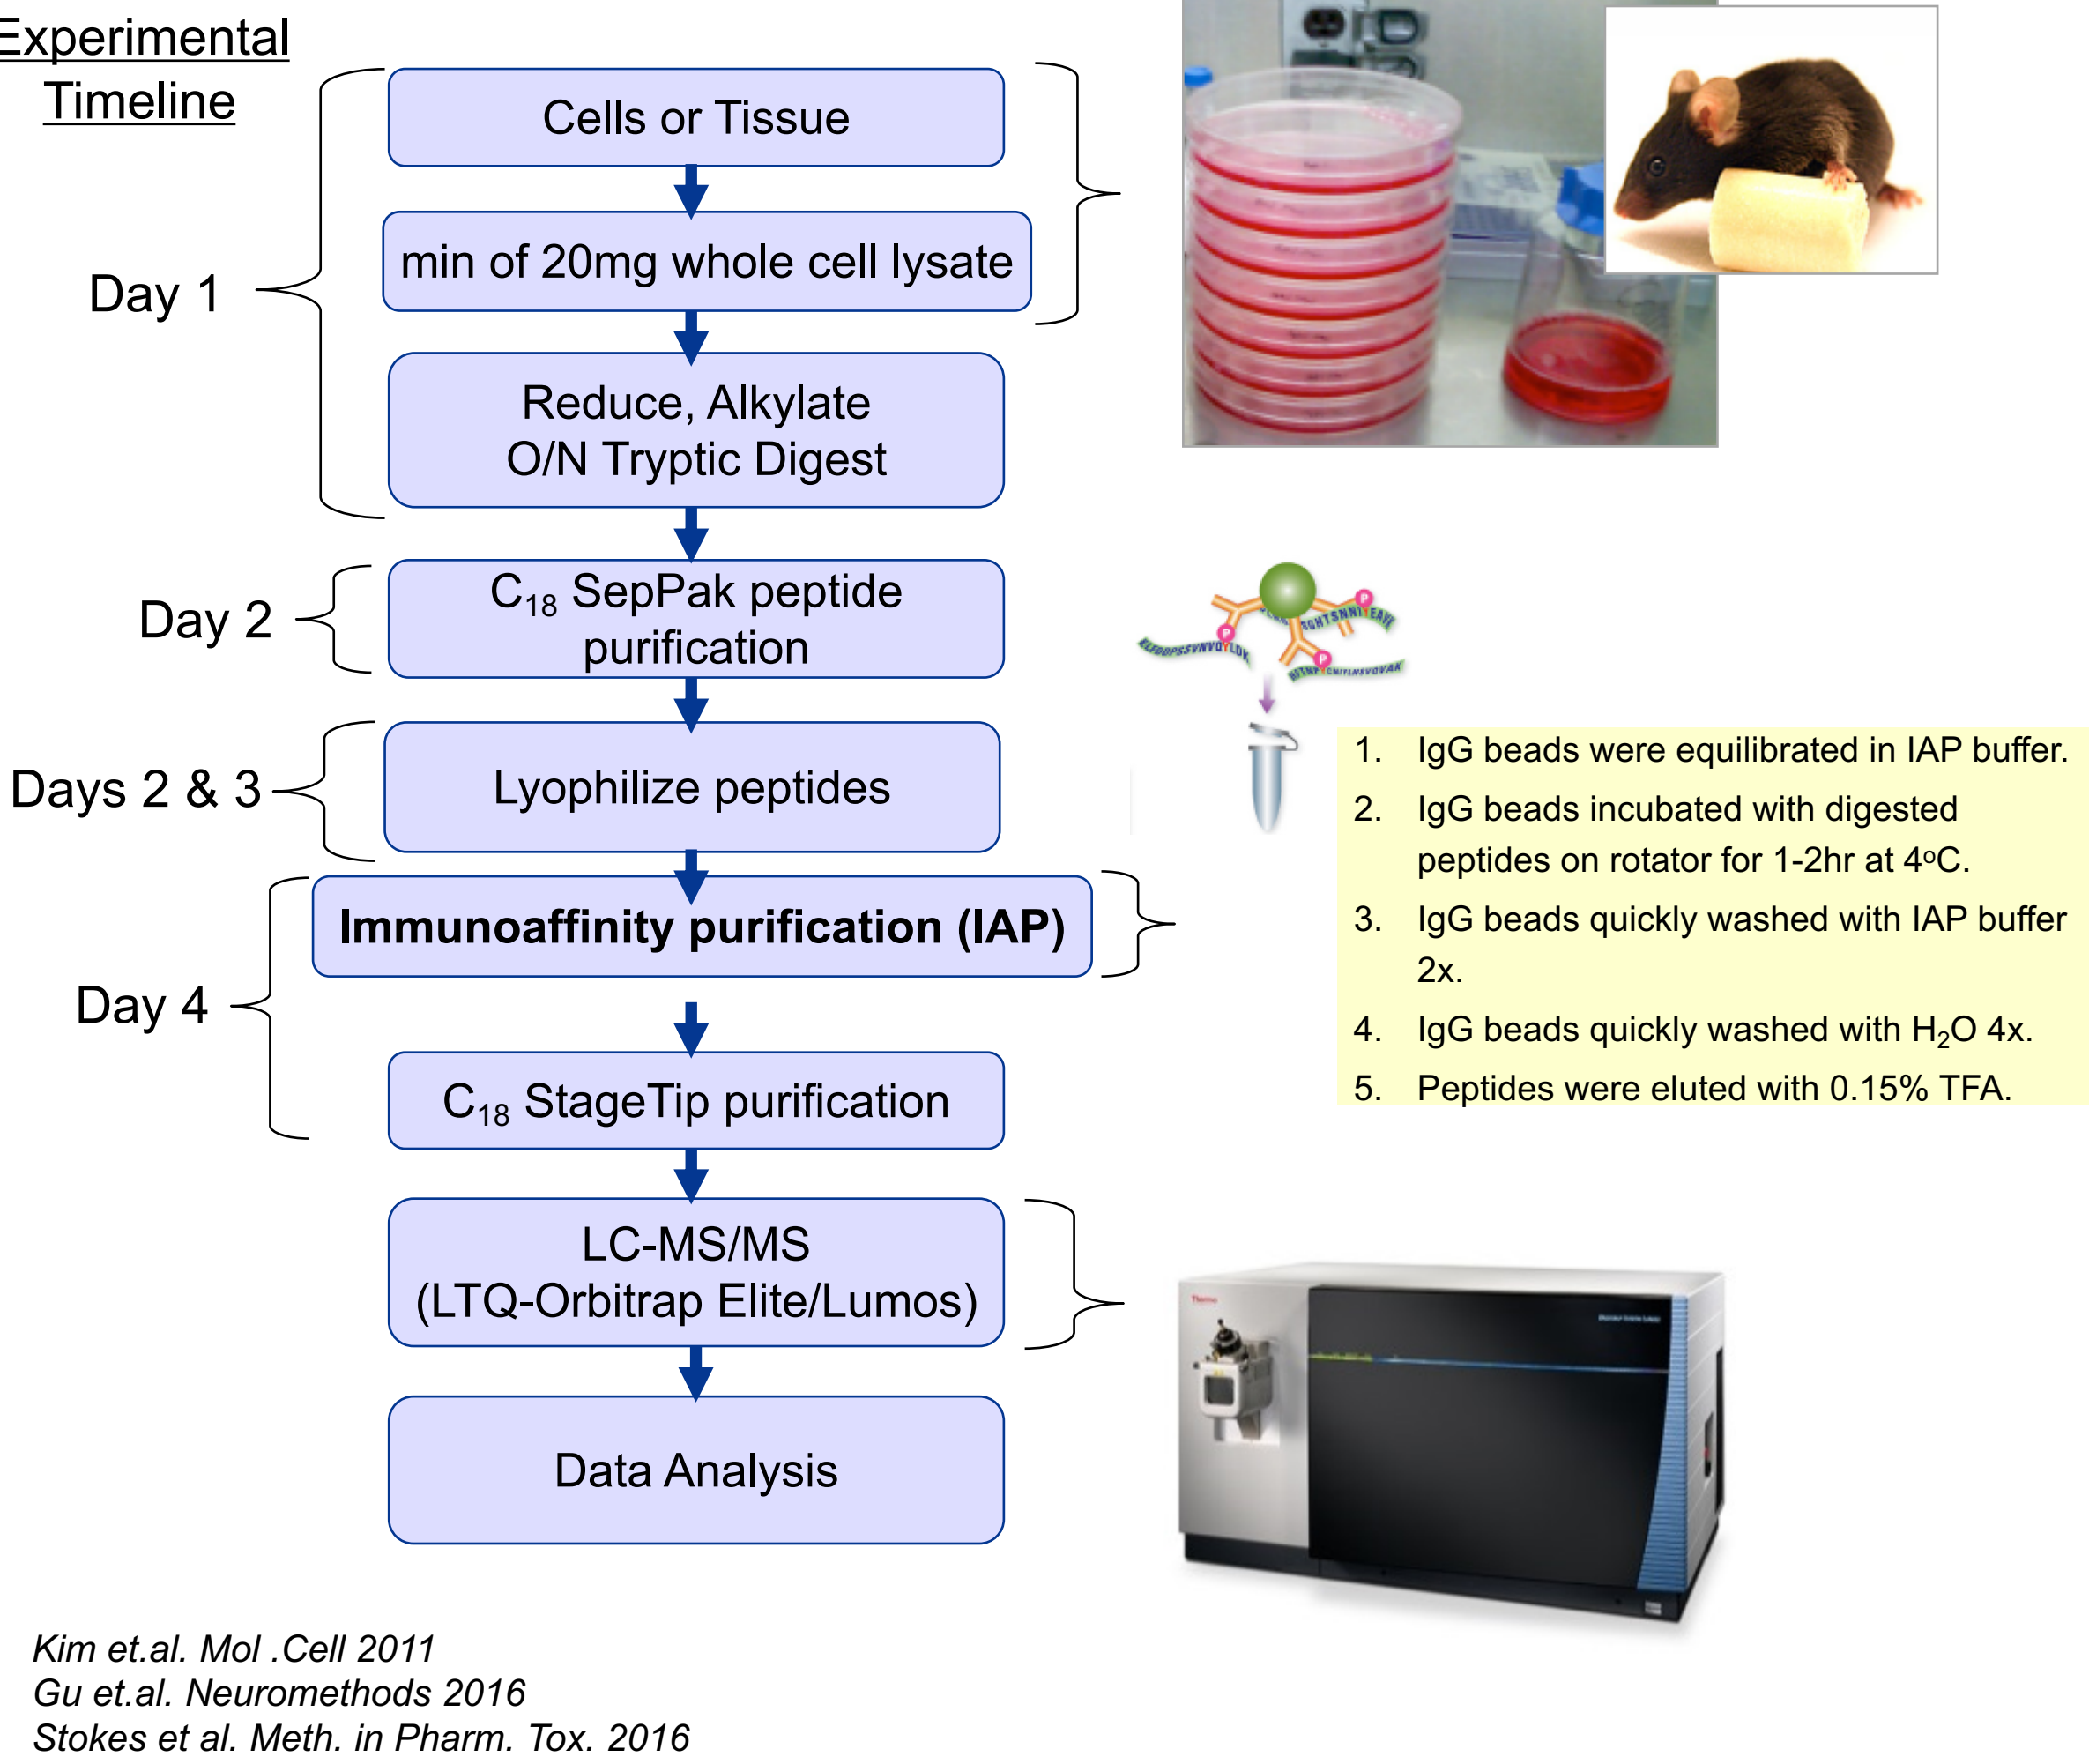 Experimental
Timeline
Cells or Tissue
min of 20mg whole cell lysate
Day 1
Reduce, Alkylate
O/N Tryptic Digest
C18 SepPak peptide
purification
Day 2
Lyophilize peptides
Days 2 & 3
Immunoaffinity purification (IAP)
Day 4
C18 StageTip purification
1. IgG beads were equilibrated in IAP buffer.
2. IgG beads incubated with digested
peptides on rotator for 1-2hr at 4oC.
3. IgG beads quickly washed with IAP buffer
2x.
4. IgG beads quickly washed with H2O 4x.
5. Peptides were eluted with 0.15% TFA.
P
P
P
LC-MS/MS
(LTQ-Orbitrap Elite/Lumos)
Thermo
Data Analysis
Kim et.al. Mol .Cell 2011
Gu et.al. Neuromethods 2016
Stokes et al. Meth. in Pharm. Tox. 2016